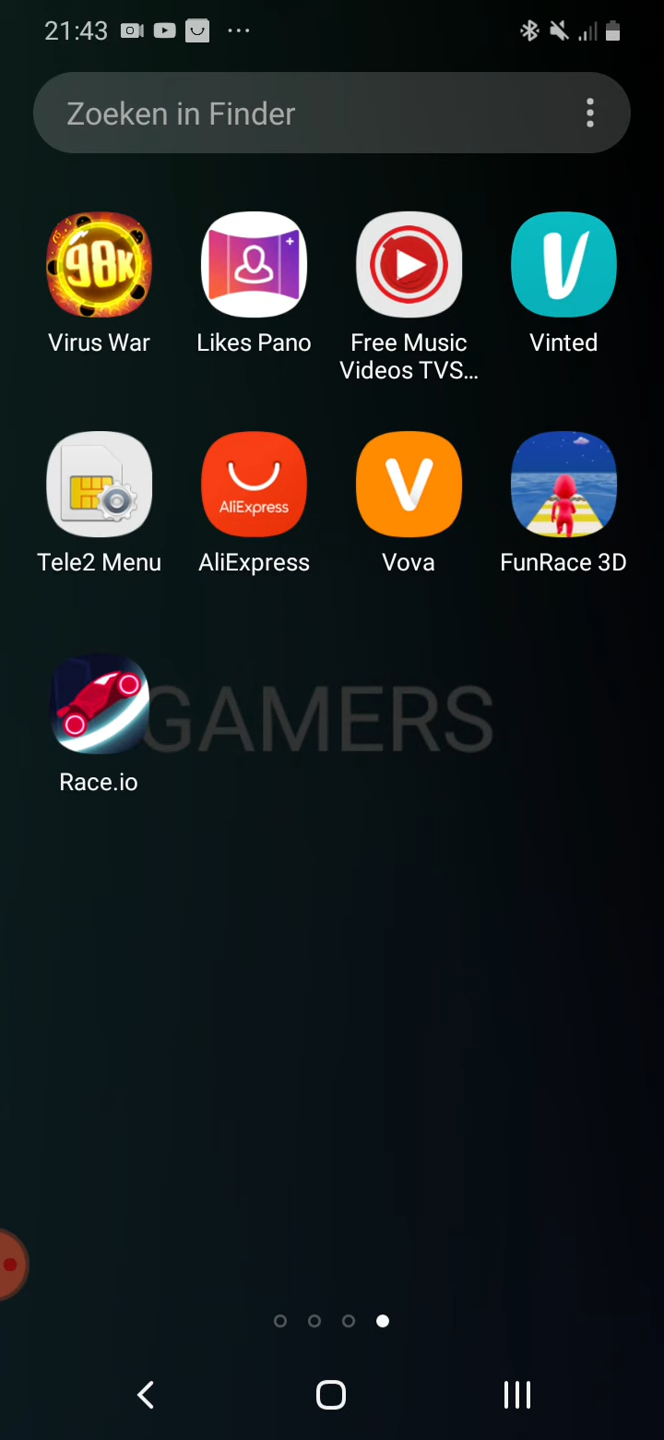 21:43
Zoeken in Finder
98K
Virus War
Likes Pano
Free Music
Videos TVS...
Vinted
AliExpress
Tele2 Menu
AliExpress
Vova
FunRace 3D
GAMERS
Race.io